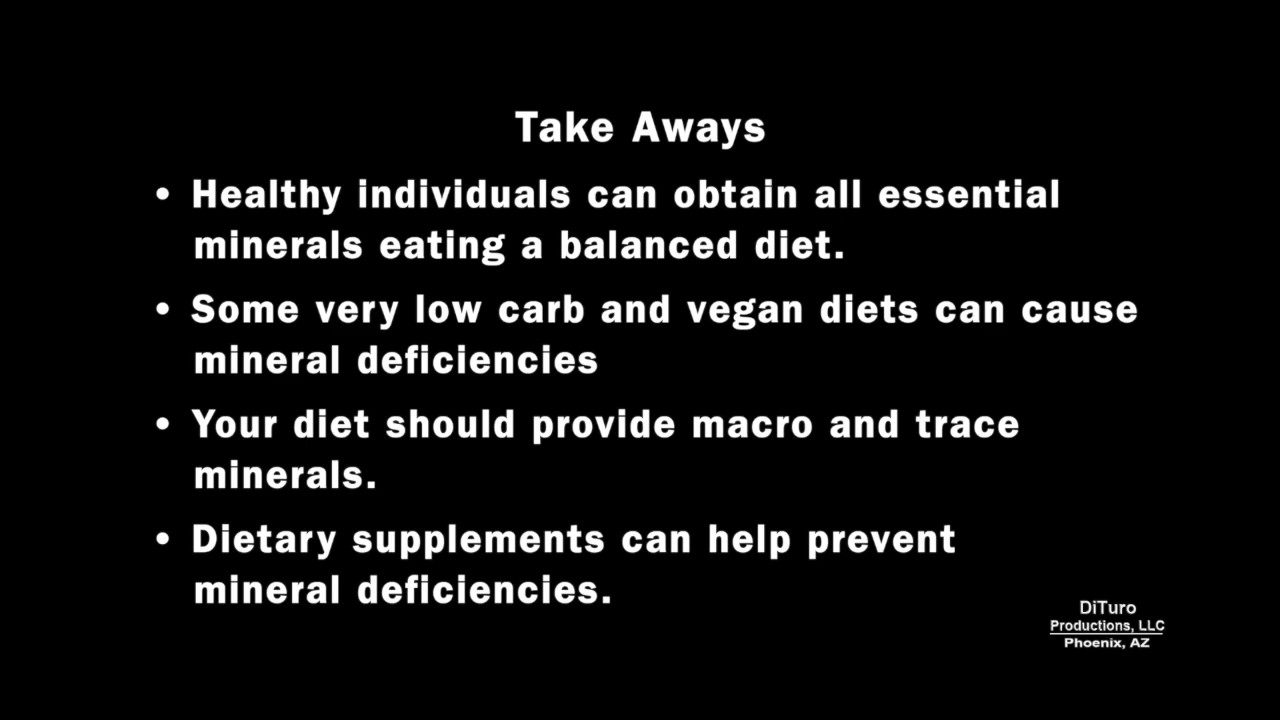 Take Aways
• Healthy individuals can obtain all essential
minerals eating a balanced diet.
• Some very low carb and vegan diets can cause
mineral deficiencies
• Your diet should provide macro and trace
minerals.
• Dietary supplements can help prevent
mineral deficiencies.
DiTuro
Productions, LLC
Phoenix, AZ